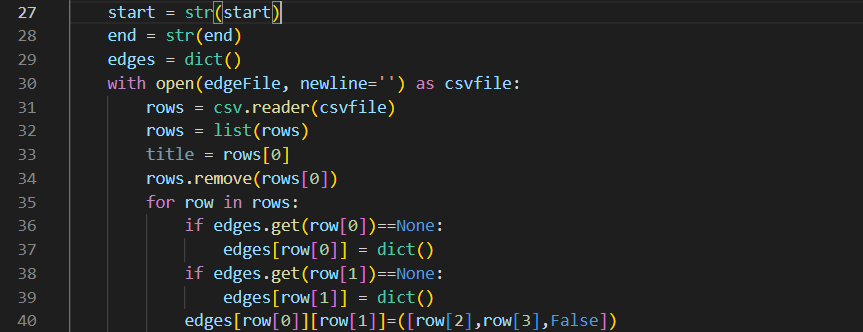 27 start = str(start)
28 end = str(end)
29 edges = dict()
30 with open(edgeFile, newline='') as csvfile:
31 rows = csv.reader(csvfile)
32 rows = list(rows)
33 title = rows[0]
34 rows.remove(rows[0])
35 for row in rows:
36 if edges.get(row[0])==None:
37 edges[row[0]] = dict()
38 if edges.get(row[1])==None:
39 edges[row[1]] = dict()
40 edges[row[0]][row[1]]=([row[2],row[3],False])